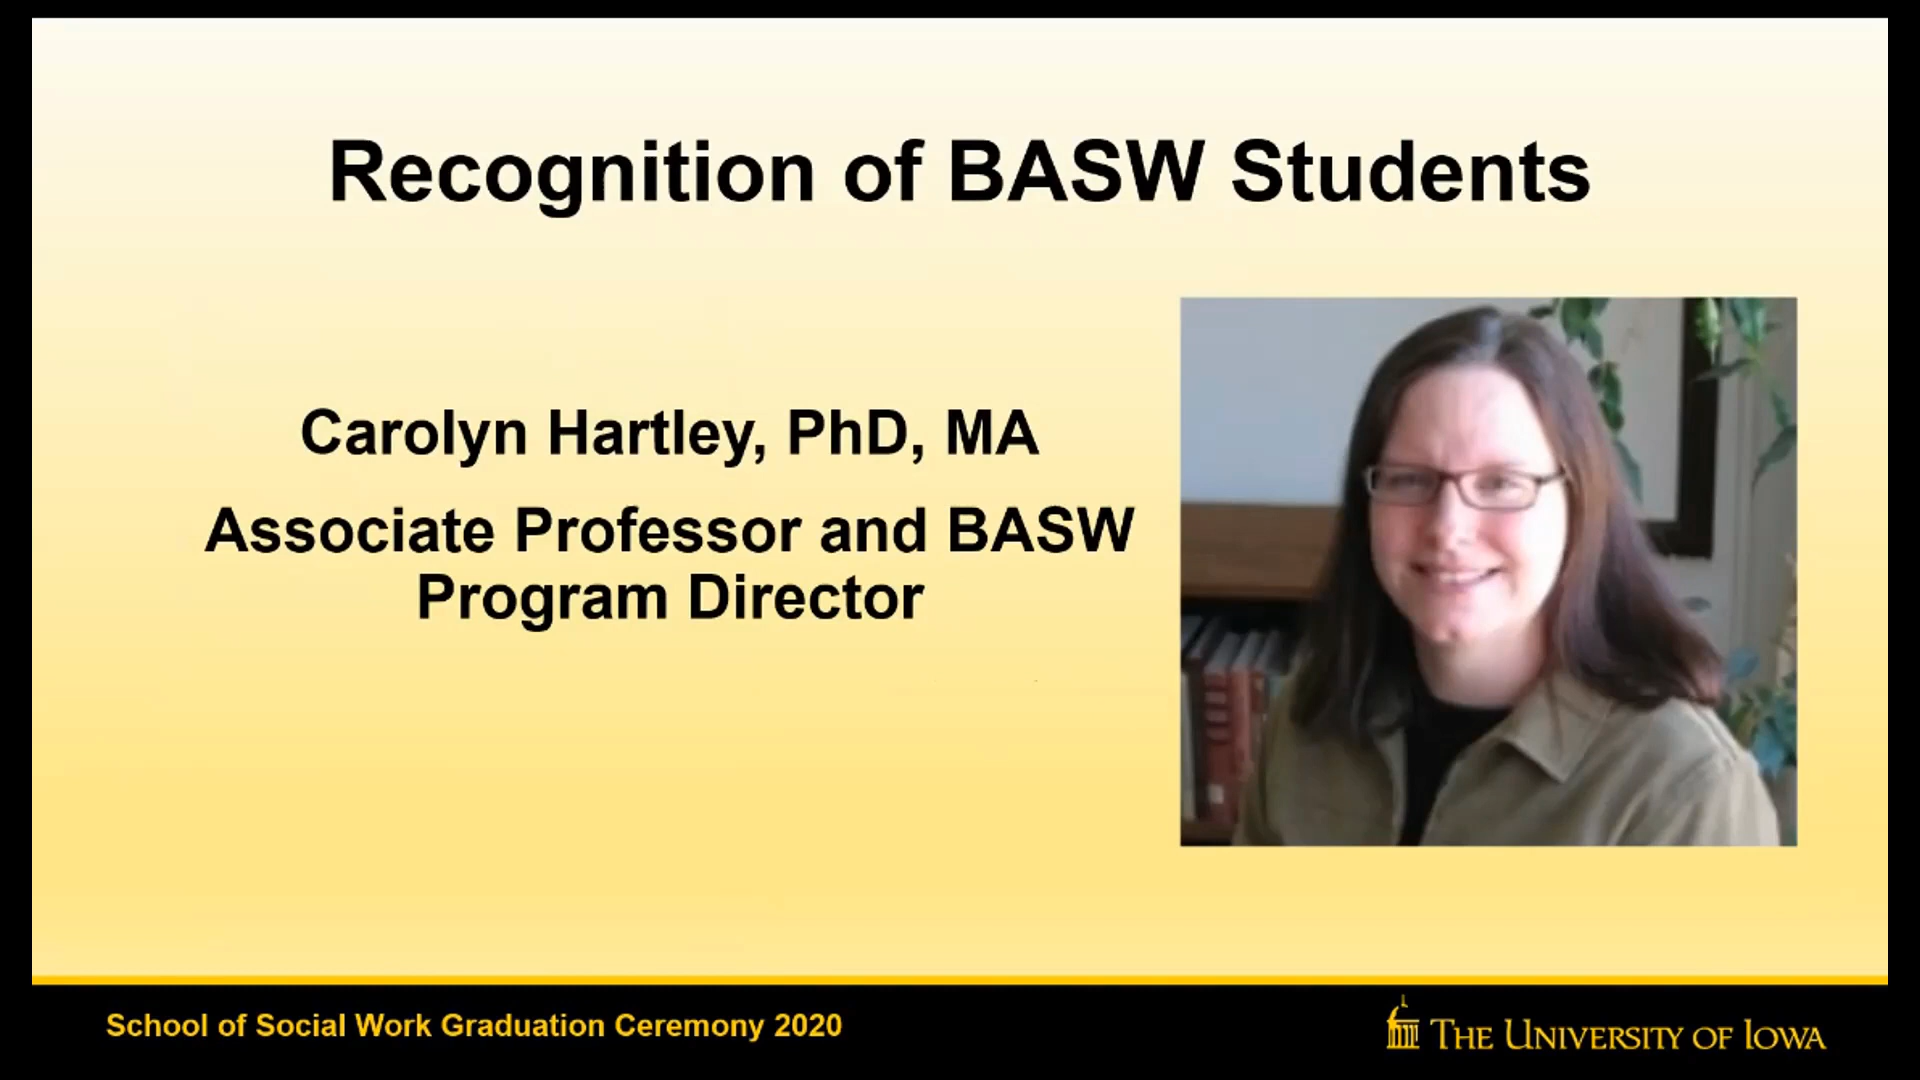 Recognition of BASW Students
Carolyn Hartley, PhD, MA
Associate Professor and BASW
Program Director
School of Social Work Graduation Ceremony 2020
THE UNIVERSITY OF IOWA